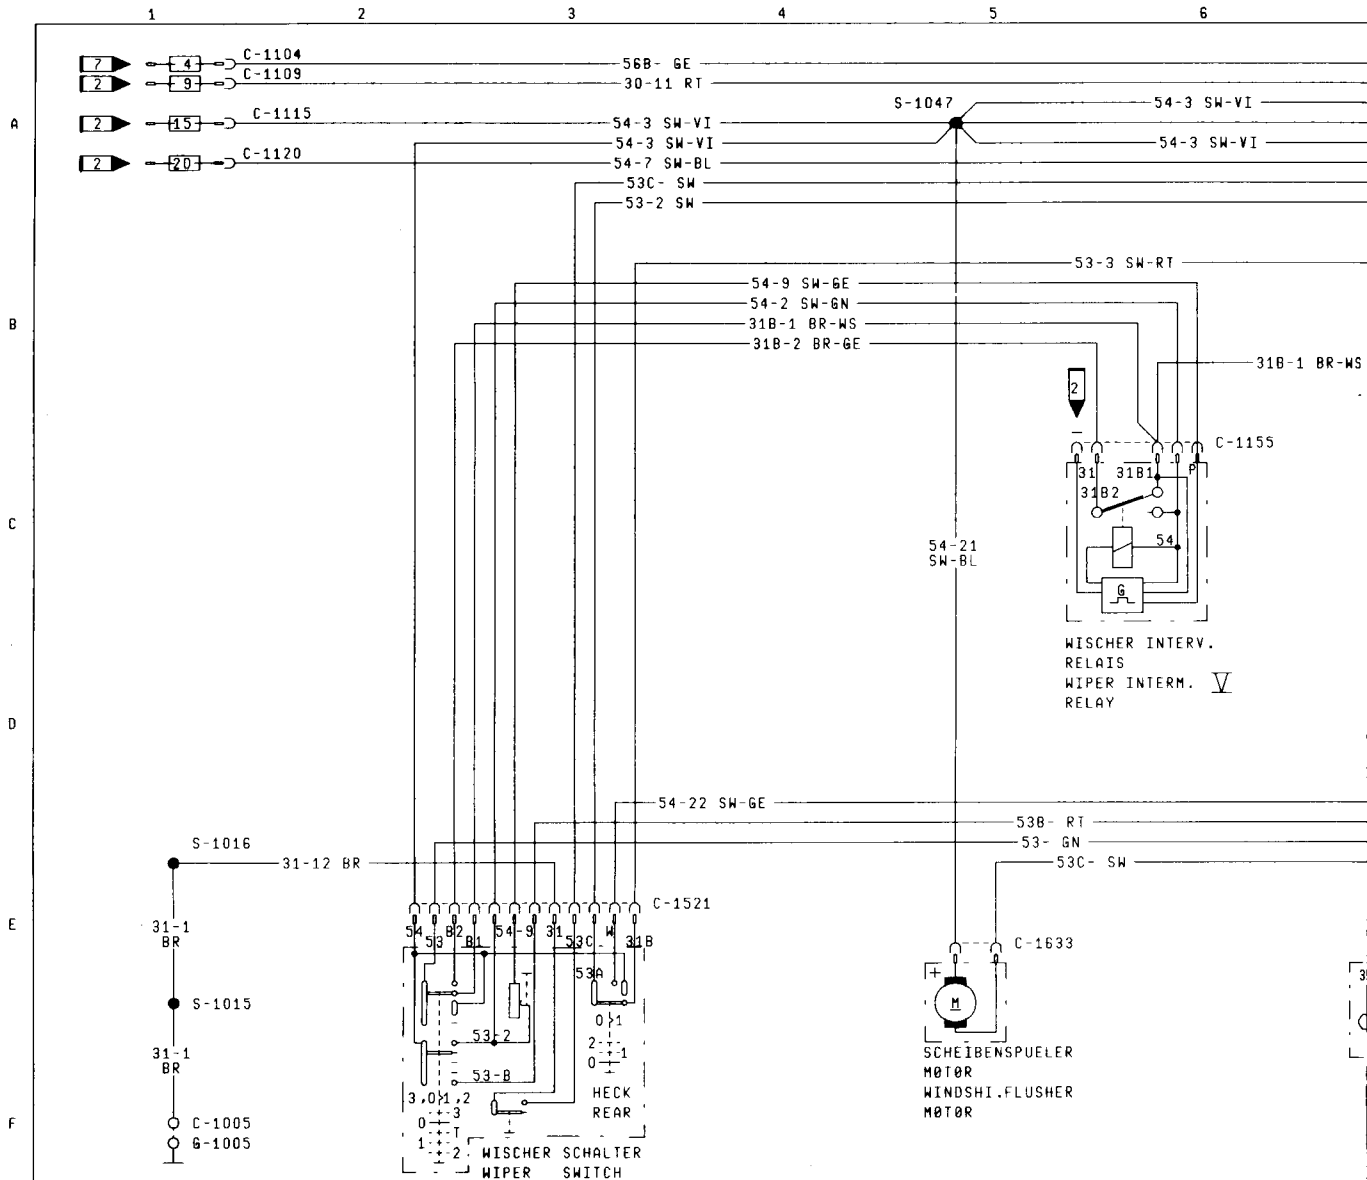 1 2 3 4 5 6
7 4 C-1104 56B- GE
2 9 C-1109 30-11 RT
S-1047 54-3 SW-VI
A 2 15 C-1115 54-3 SW-VI
54-3 SW-VI 54-3 SW-VI
2 20 C-1120 54-7 SW-BL
53C- SW
53-2 SW
53-3 SW-RT
54-9 SW-GE
54-2 SW-GN
B 31B-1 BR-WS
31B-2 BR-GE
31B-1 BR-WS
2
C-1155
31 31B1 P
31B2
C
54-21
SW-BL
54
G
WISCHER INTERV.
RELAIS
WIPER INTERM.
RELAY
V
D
54-22 SW-GE
53B- RT
S-1016 53- GN
31-12 BR 53C- SW
C-1521
E 31-1
BR
54 B2 54-9 31 W
53 B1 53C 31B
C-1633
53A
+
M
S-1015
0 1
53-2
2
1
0
31-1
BR
53-B
SCHEIBENSPUELER
MØTØR
WINDSHI.FLUSHER
MØTØR
HECK
REAR
3,0,1,2
3
0
T
1
2
F C-1005
G-1005
WISCHER SCHALTER
WIPER SWITCH